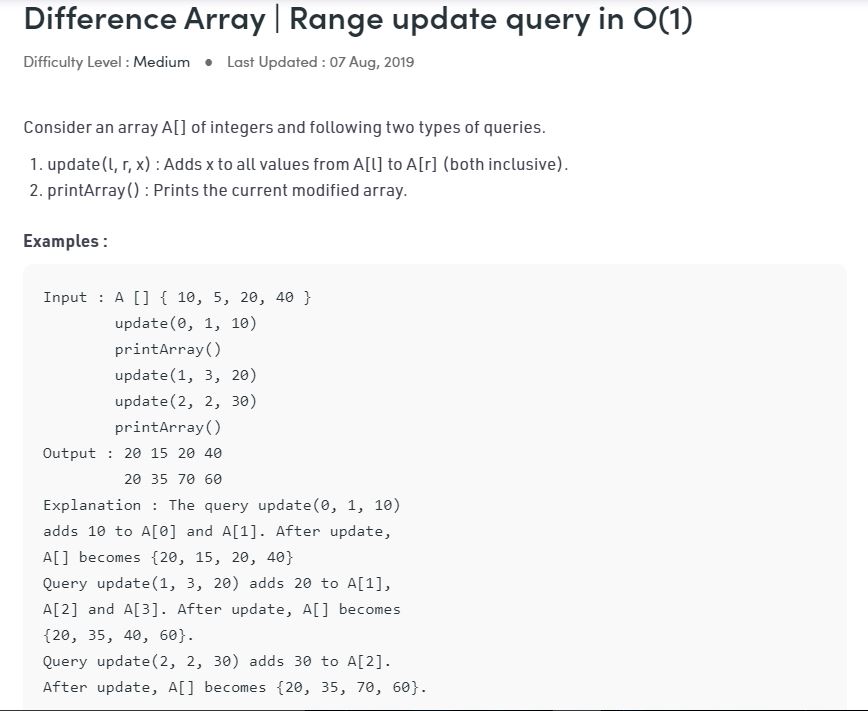 Difference Array | Range update query in O(1)
Difficulty Level : Medium ● Last Updated : 07 Aug, 2019
Consider an array A[] of integers and following two types of queries.
1. update(l, r, x) : Adds x to all values from A[l] to A[r] (both inclusive).
2. printArray() : Prints the current modified array.
Examples :
Input : A [] { 10, 5, 20, 40 }
update(0, 1, 10)
printArray()
update(1, 3, 20)
update(2, 2, 30)
printArray()
Output : 20 15 20 40
20 35 70 60
Explanation : The query update(0, 1, 10)
adds 10 to A[0] and A[1]. After update,
A[] becomes {20, 15, 20, 40}
Query update(1, 3, 20) adds 20 to A[1],
A[2] and A[3]. After update, A[] becomes
{20, 35, 40, 60}.
Query update(2, 2, 30) adds 30 to A[2].
After update, A[] becomes {20, 35, 70, 60}.